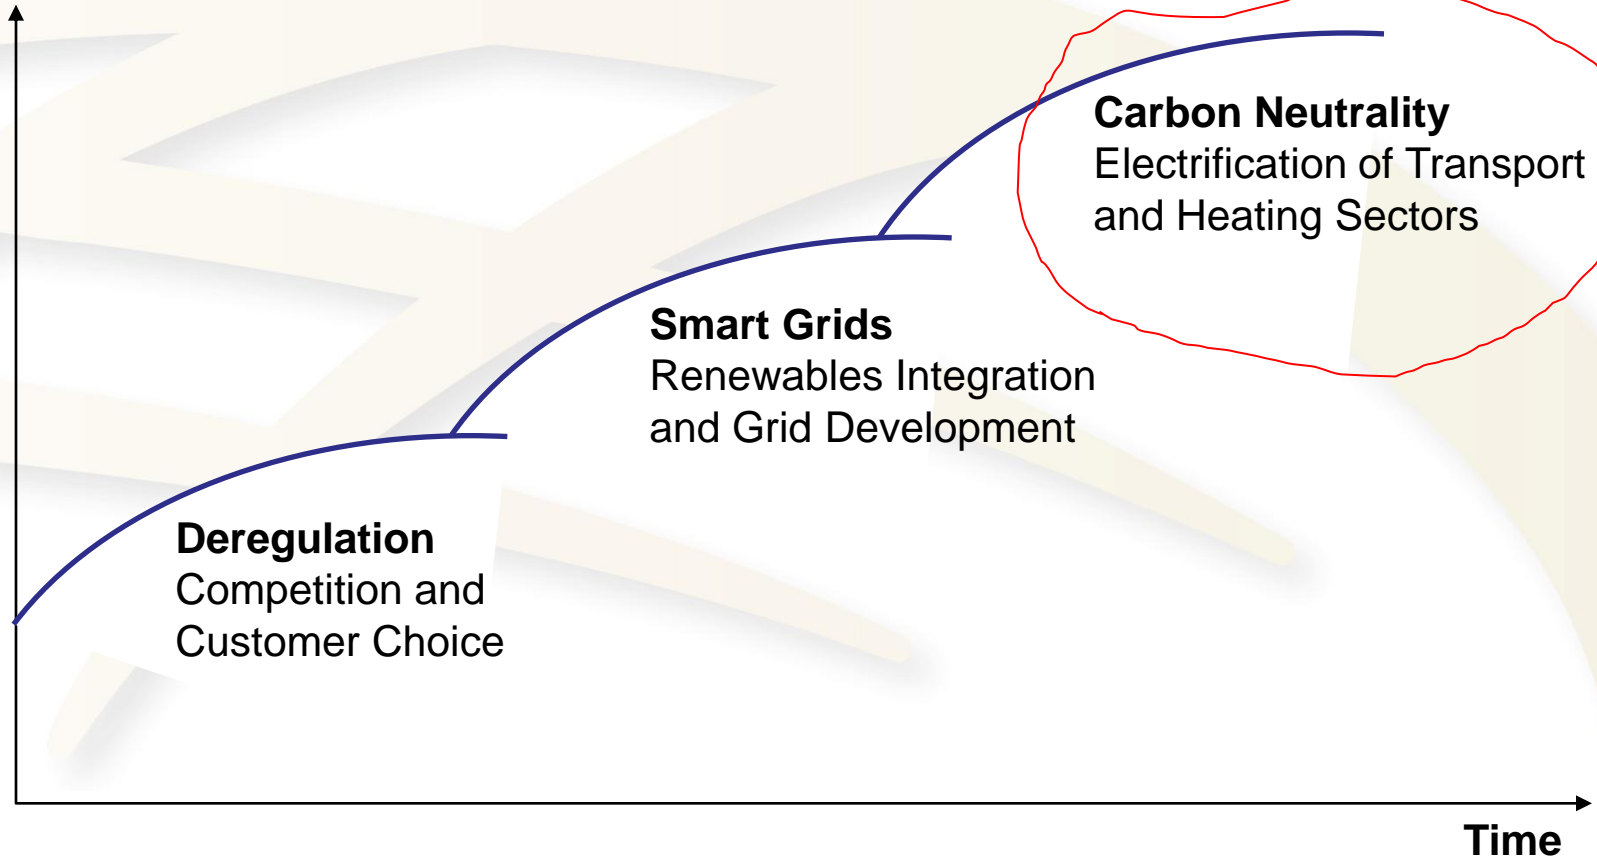 Carbon Neutrality
Electrification of Transport
and Heating Sectors
Smart Grids
Renewables Integration
and Grid Development
Deregulation
Competition and
Customer Choice
Time